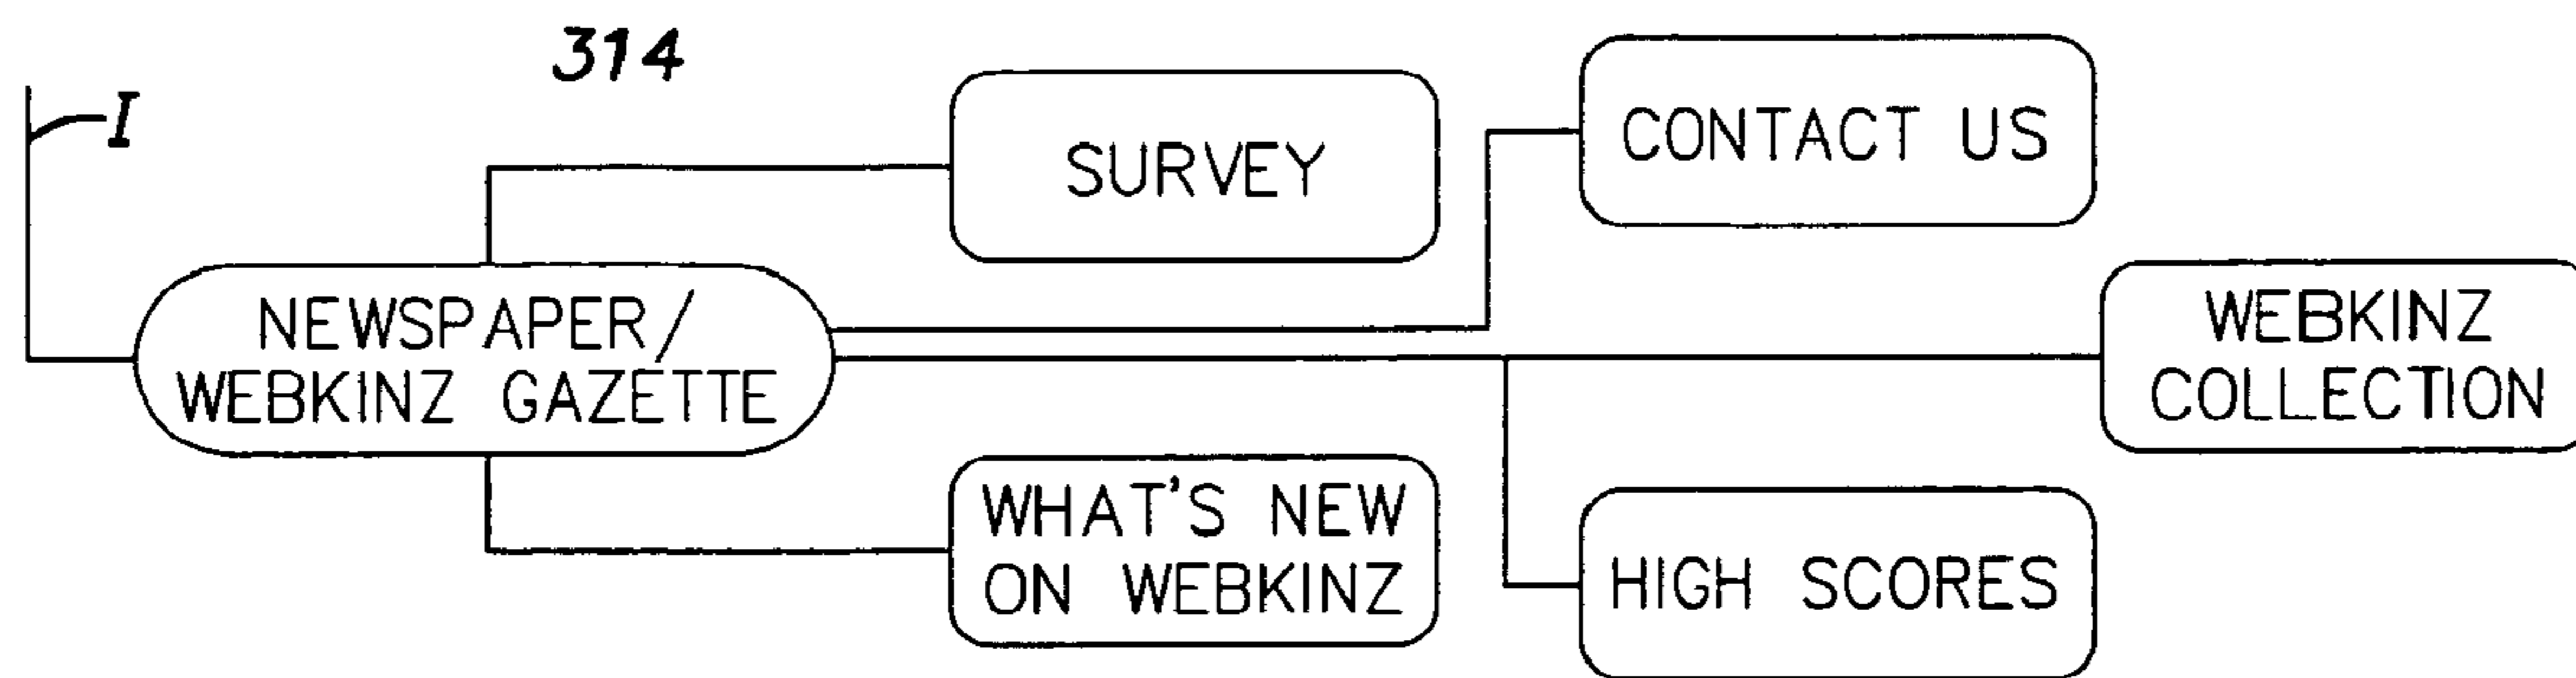 314
I
SURVEY
CONTACT US
NEWSPAPER/
WEBKINZ GAZETTE
WEBKINZ
COLLECTION
WHAT'S NEW
ON WEBKINZ
HIGH SCORES